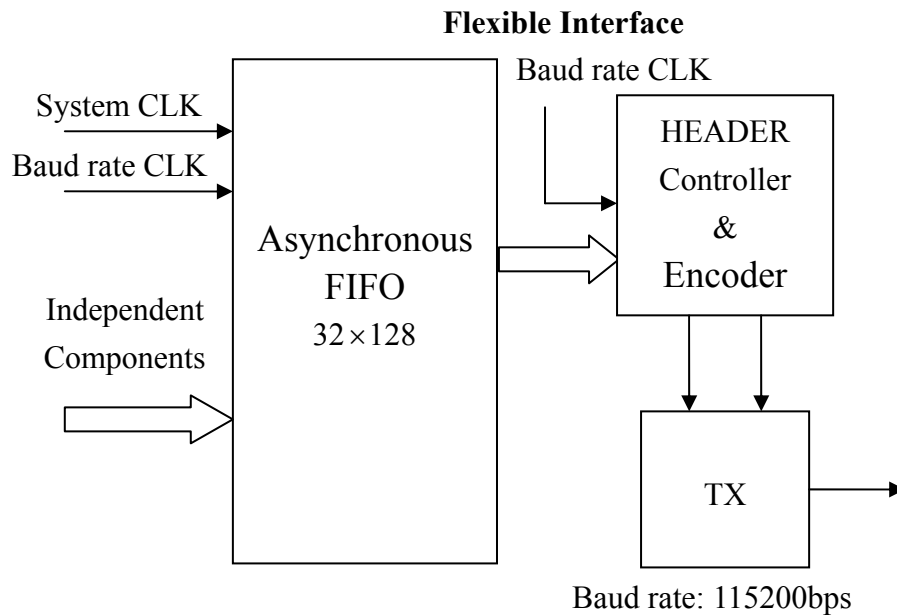 Flexible Interface
Baud rate CLK
System CLK
Baud rate CLK
Independent
Components
Asynchronous
FIFO
32×128
HEADER
Controller
&
Encoder
TX
Baud rate: 115200bps